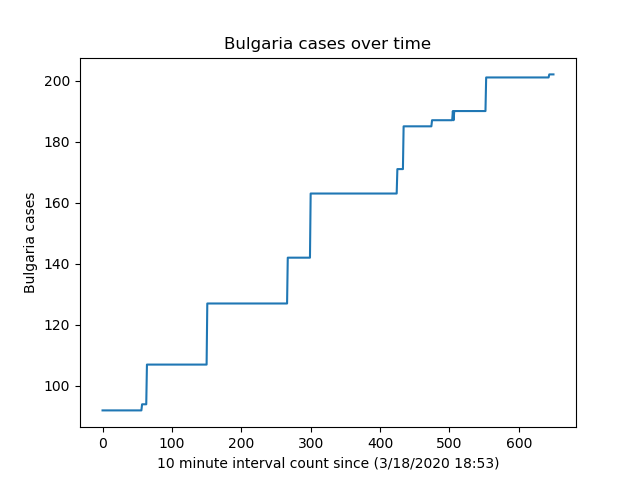 Bulgaria cases over time
200
180
160
140
120
100
Bulgaria cases
0 100 200 300 400 500 600
10 minute interval count since (3/18/2020 18:53)